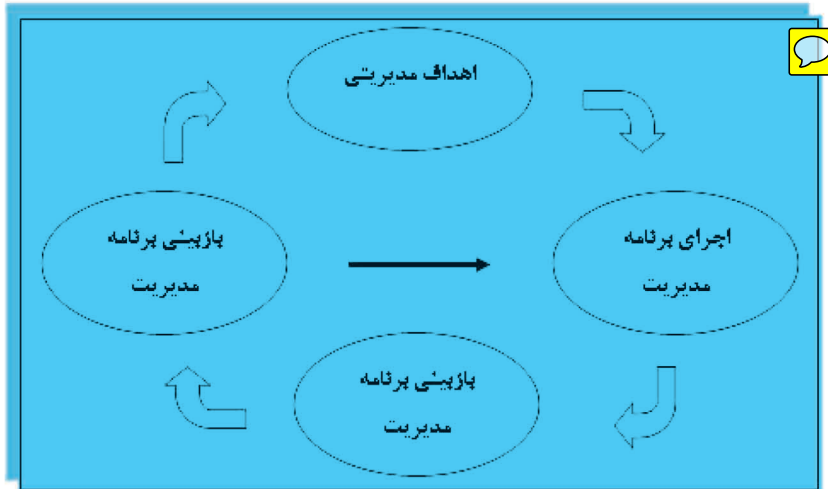 اهداف مدیریتی
اجرای برنامه
مدیریت
بازبینی برنامه
مدیریت
بازبینی برنامه
مدیریت